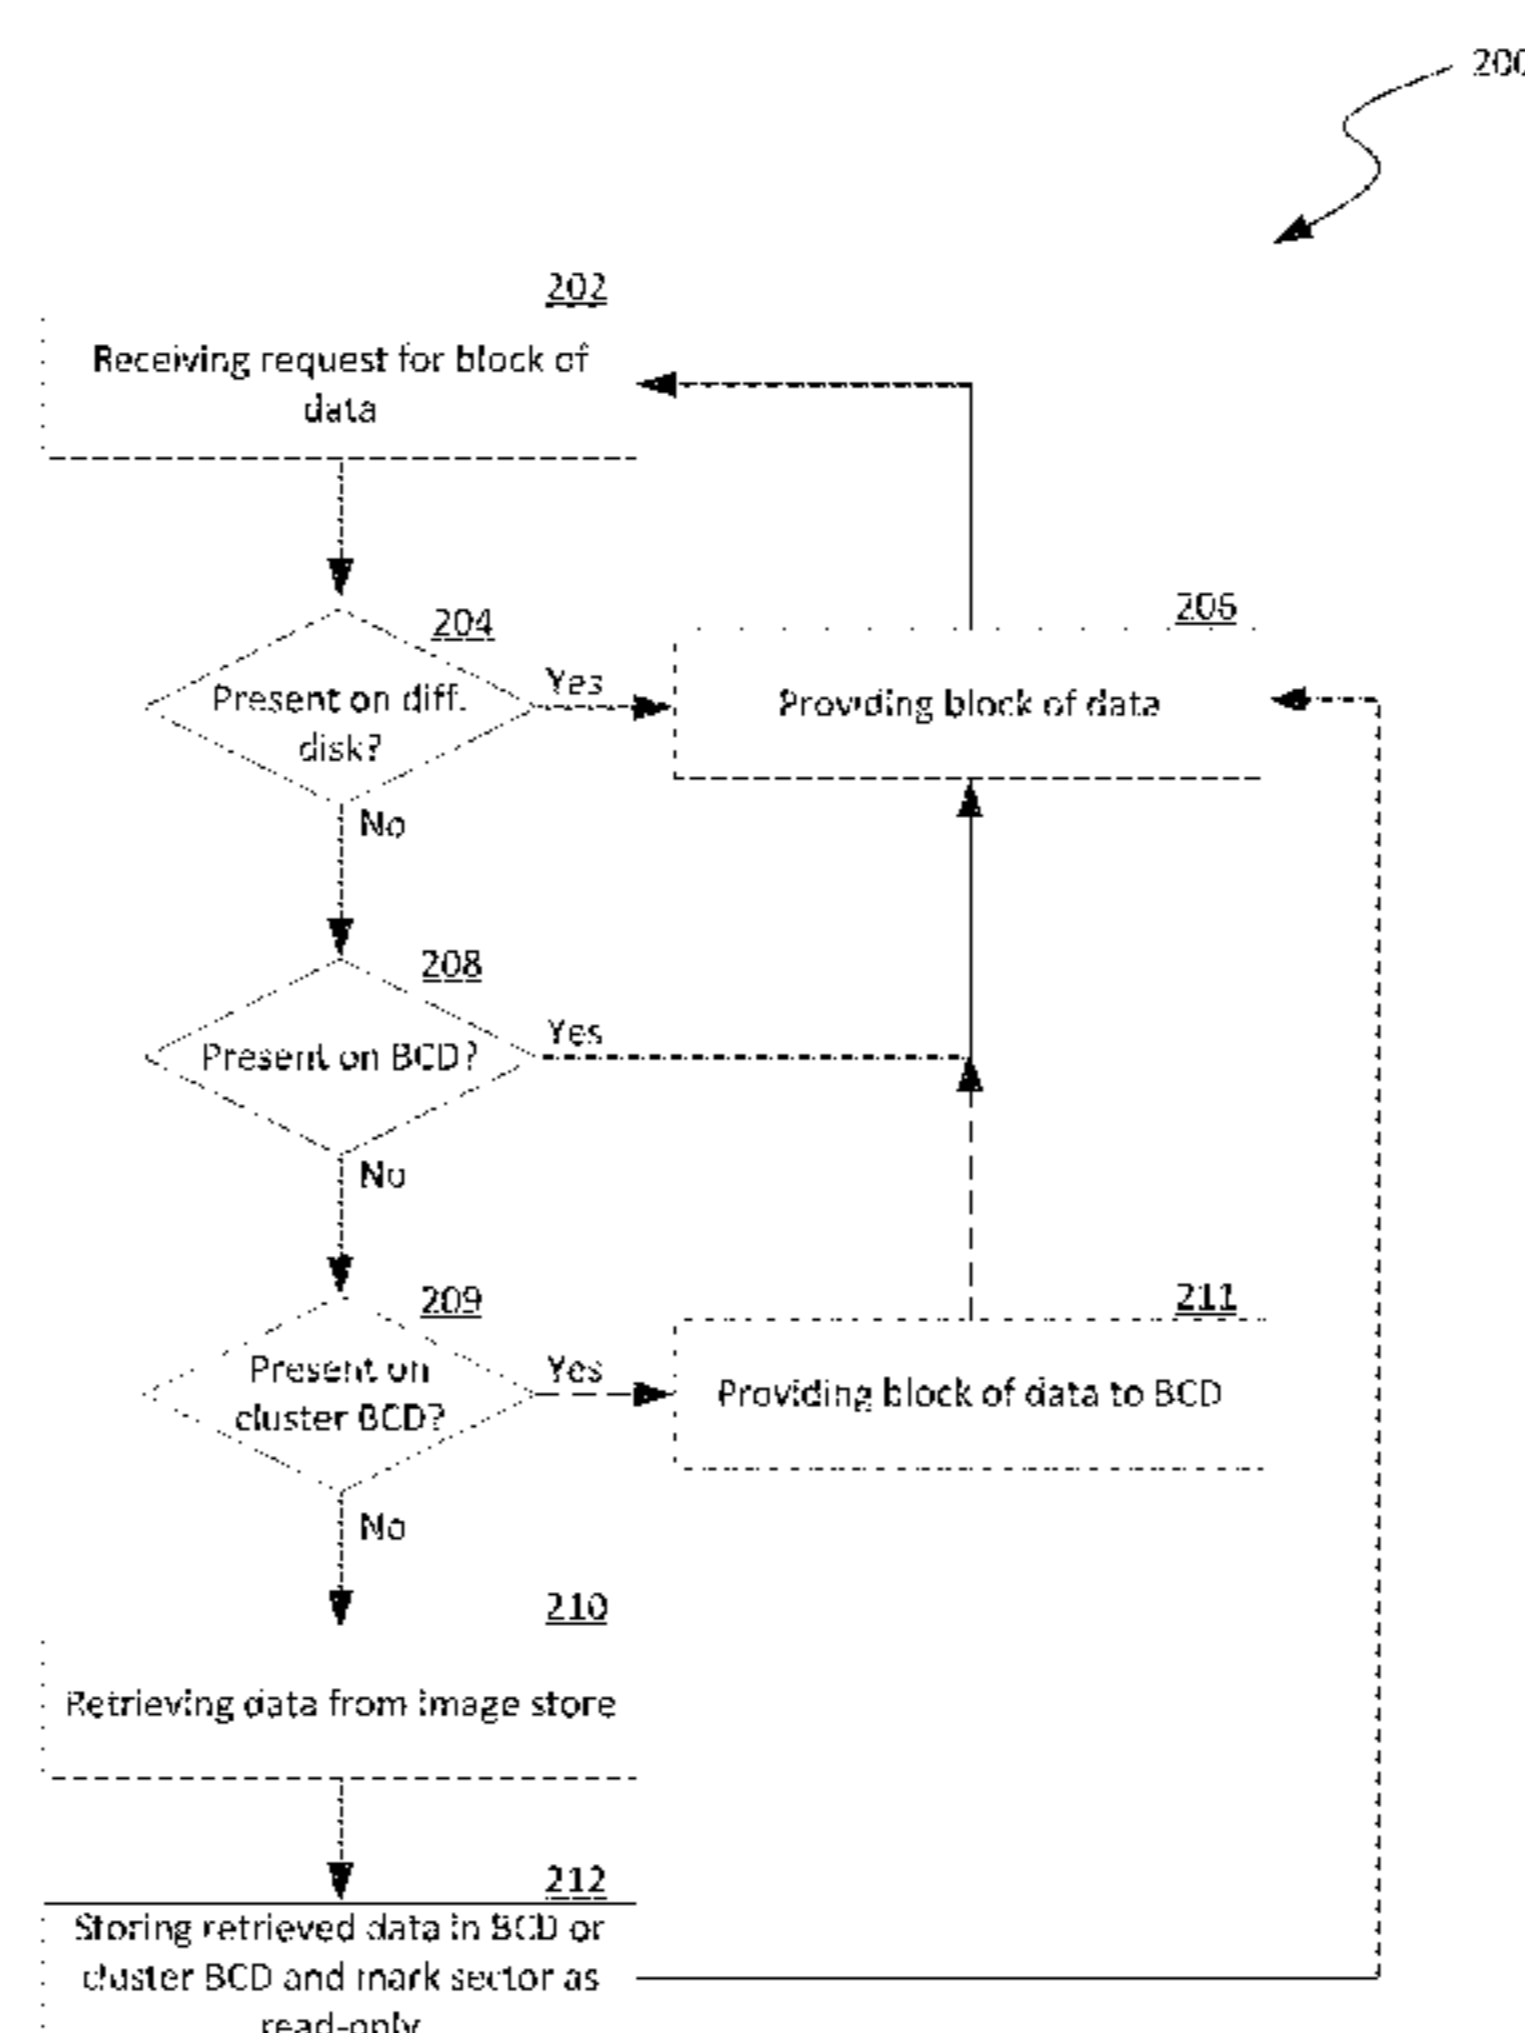 200
202
Receiving request for block of
data
204
Present on diff.
disk?
Yes
206
Providing block of data
No
208
Present on BCD?
Yes
No
209
Present on
cluster BCD?
Yes
211
Providing block of data to BCD
No
210
Retrieving data from image store
212
Storing retrieved data in BCD or
cluster BCD and mark sector as
read-only